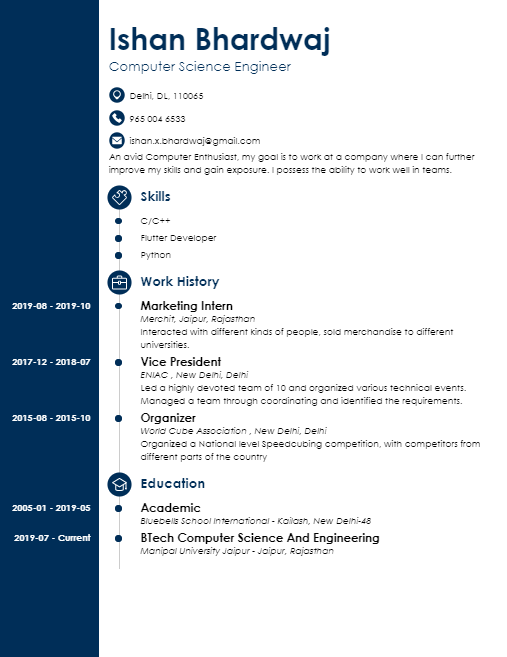 Ishan Bhardwaj
Computer Science Engineer
Delhi, DL, 110065
965 004 6533
ishan.x.bhardwaj@gmail.com
An avid Computer Enthusiast, my goal is to work at a company where I can further
improve my skills and gain exposure. I possess the ability to work well in teams.
Skills
C/C++
Flutter Developer
Python
Work History
2019-08 - 2019-10 Marketing Intern
Merchit, Jaipur, Rajasthan
Interacted with different kinds of people, sold merchandise to different
universities.
2017-12 - 2018-07 Vice President
ENIAC , New Delhi, Delhi
Led a highly devoted team of 10 and organized various technical events.
Managed a team through coordinating and identified the requirements.
2015-08 - 2015-10 Organizer
World Cube Association , New Delhi, Delhi
Organized a National level Speedcubing competition, with competitors from
different parts of the country
Education
2005-01 - 2019-05 Academic
Bluebells School International - Kailash, New Delhi-48
2019-07 - Current BTech Computer Science And Engineering
Manipal University Jaipur - Jaipur, Rajasthan